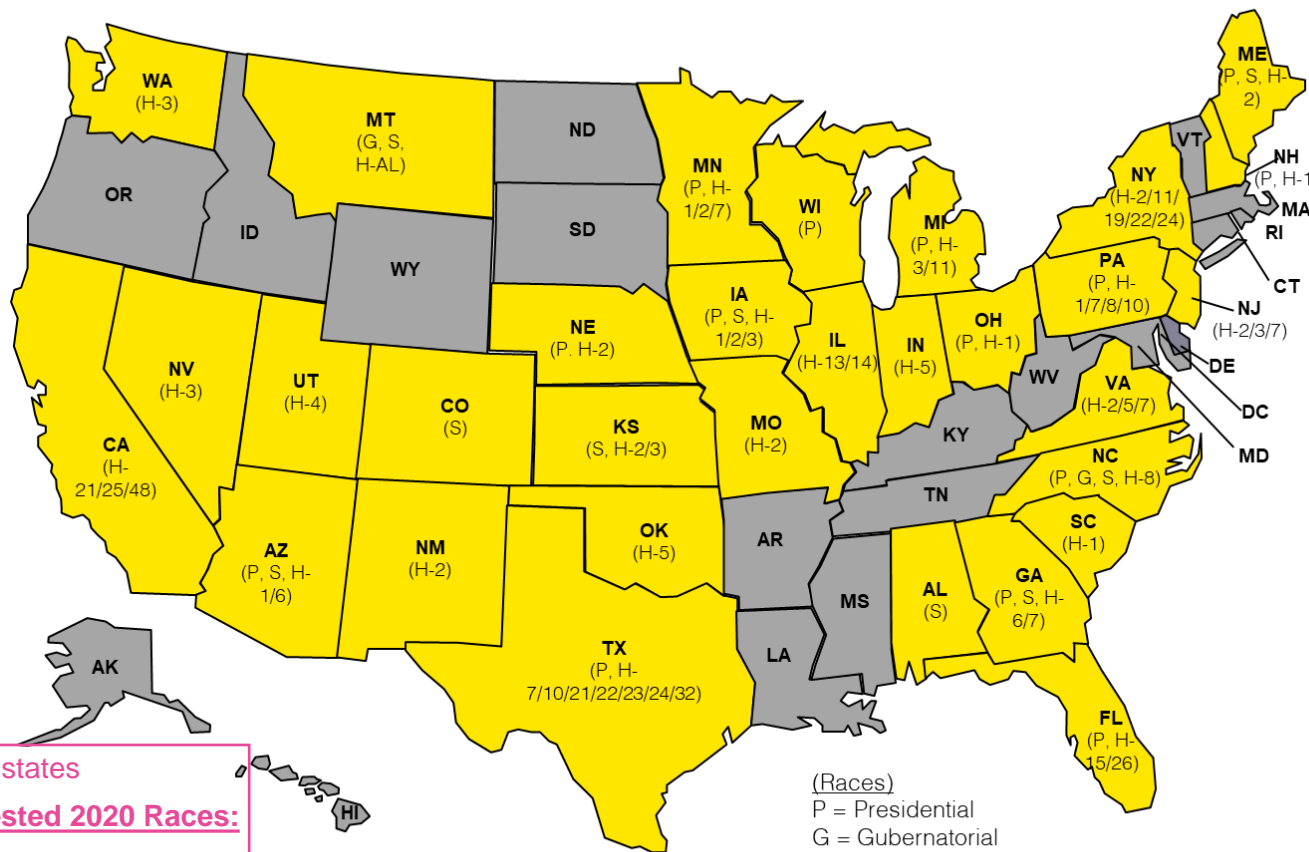 WA
(H-3)
MT
(G, S,
H-AL)
ND
MN
(P, H-
1/2/7)
ME
(P, S, H-
2)
VT
NH
(P, H-1
MA
RI
CT
NY
(H-2/11/
19/22/24)
OR
ID
WY
SD
WI
(P)
MI
(P, H-
3/11)
PA
(P, H-
1/7/8/10)
NJ
(H-2/3/7)
DE
DC
MD
NE
(P. H-2)
IA
(P, S, H-
1/2/3)
IL
(H-13/14)
IN
(H-5)
OH
(P, H-1)
WV
VA
(H-2/5/7)
NV
(H-3)
UT
(H-4)
CO
(S)
KS
(S, H-2/3)
MO
(H-2)
KY
CA
(H-
21/25/48)
NC
(P, G, S, H-8)
TN
SC
(H-1)
AZ
(P, S, H-
1/6)
NM
(H-2)
OK
(H-5)
AR
MS
AL
(S)
GA
(P, S, H-
6/7)
TX
(P, H-
7/10/21/22/23/24/32)
LA
FL
(P, H-
15/26)
AK
HI
states
sted 2020 Races:
(Races)
P = Presidential
G = Gubernatorial